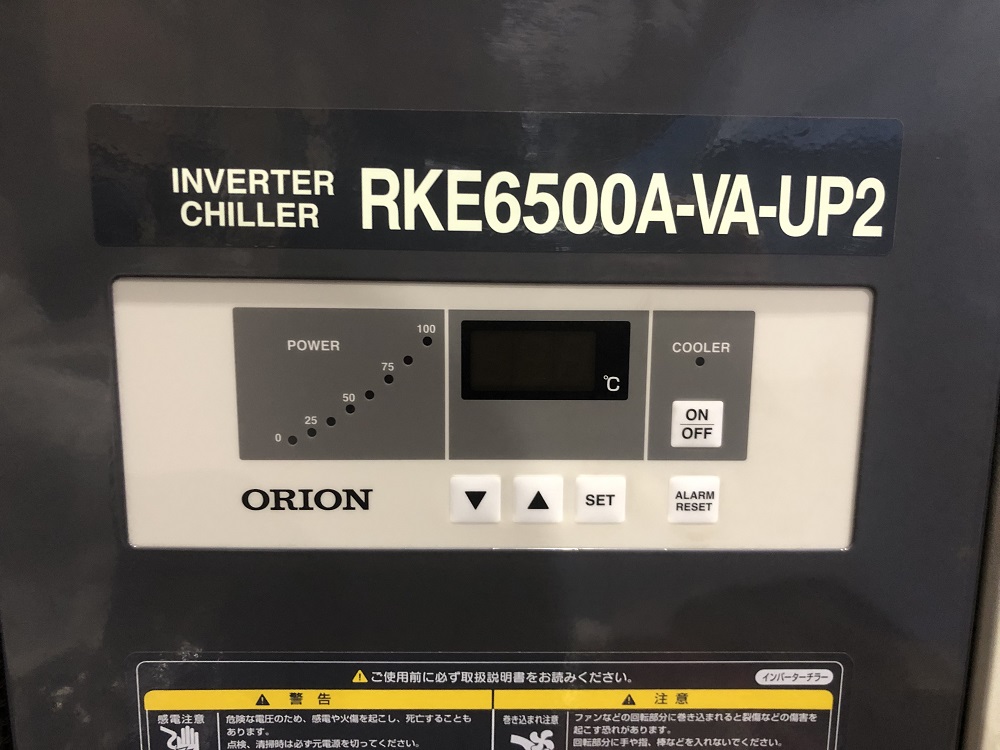 INVERTER
CHILLER
RKE6500A-VA-UP2
POWER
0
25
50
75
100
℃
COOLER
ON
OFF
ORION
▼
▲
SET
ALARM
RESET
⚠ご使用前に必ず取扱説明書をお読みください。
インバーターチラー
⚠ 警 告
感電注意
危険な電圧のため、感電や火傷を起こし、死亡することも
あります。
点検、清掃時は必ず元電源を切ってください。
⚠ 注 意
巻き込まれ注意
ファンなどの回転部分に巻き込まれると裂傷などの傷害を
起こす恐れがあります。
回転部分に手や指、棒などを入れないでください。